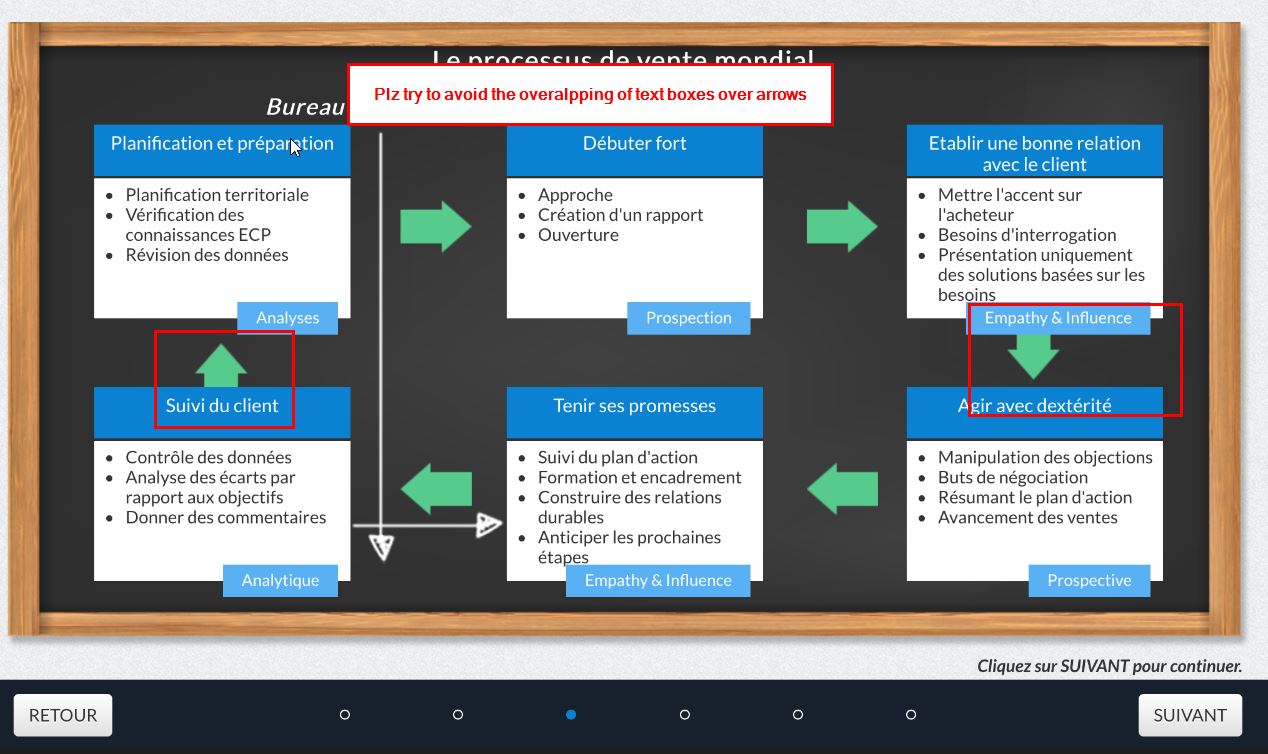 Le processus de vente mondial
Plz try to avoid the overalpping of text boxes over arrows
Bureau
Planification et préparation
Planification territoriale
Vérification des
connaissances ECP
Révision des données
Analyses
Débuter fort
Approche
Création d'un rapport
Ouverture
Prospection
Etablir une bonne relation
avec le client
Mettre l'accent sur
l'acheteur
Besoins d'interrogation
Présentation uniquement
des solutions basées sur les
besoins
Empathy & Influence
Suivi du client
Contrôle des données
Analyse des écarts par
rapport aux objectifs
Donner des commentaires
Analytique
Tenir ses promesses
Suivi du plan d'action
Formation et encadrement
Construire des relations
durables
Anticiper les prochaines
étapes
Empathy & Influence
Agir avec dextérité
Manipulation des objections
Buts de négociation
Résumant le plan d'action
Avancement des ventes
Prospective
Cliquez sur SUIVANT pour continuer.
RETOUR
SUIVANT